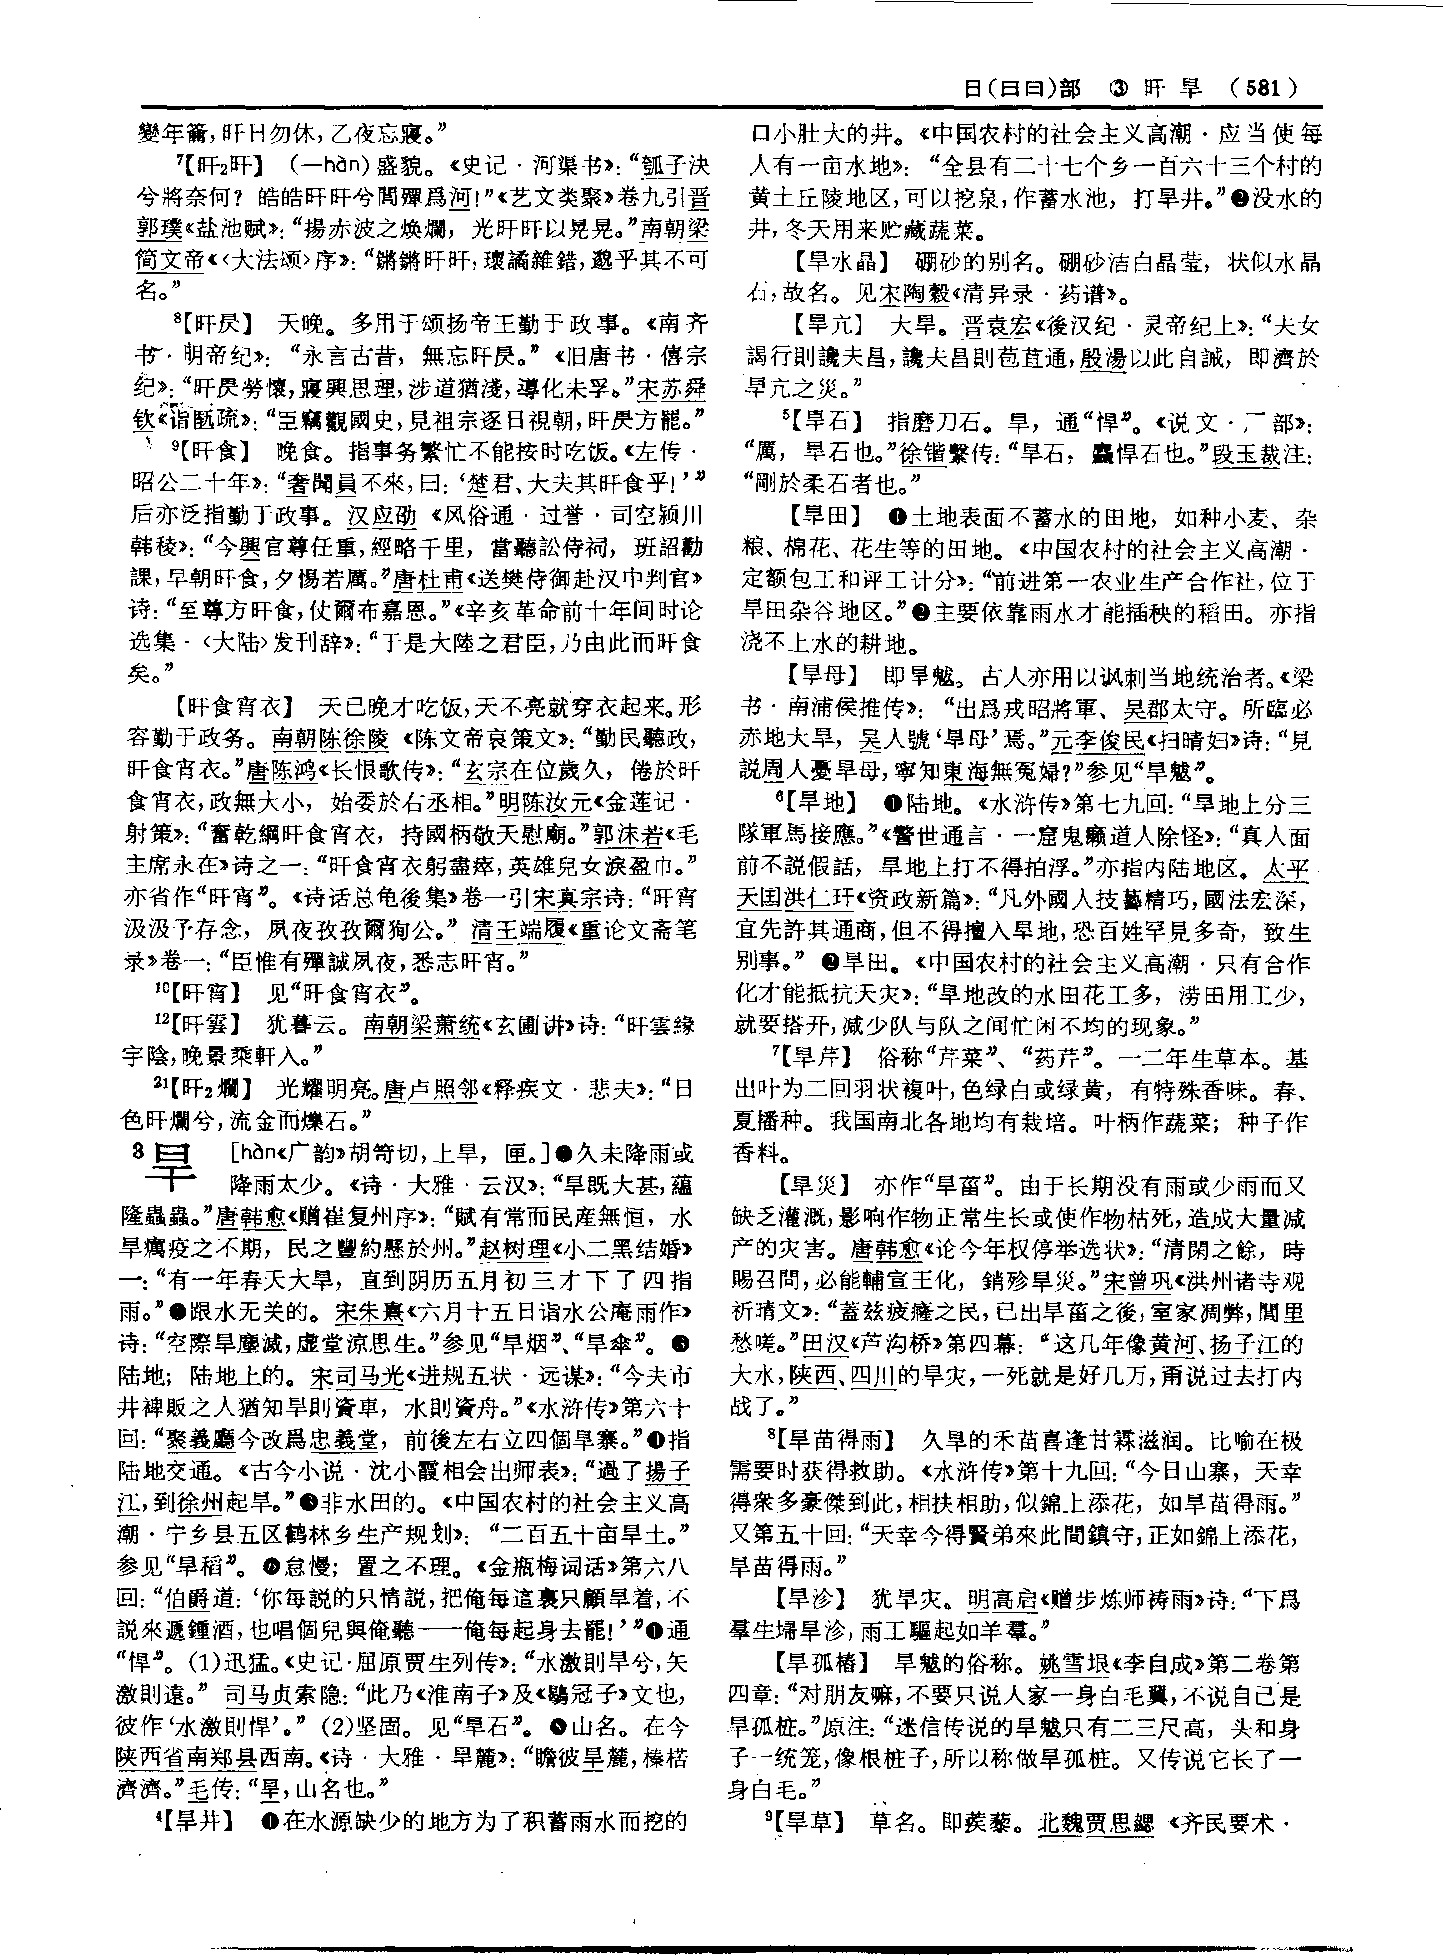 日(日曰)部　③　旰　旱　(581)
變年籥，旰日勿休，乙夜忘寢。”
⁷【旰₂旰】　(—hàn)盛貌。《史记·河渠书》：“瓠子決
兮將奈何？皓皓旰旰兮閭殫爲河！”《艺文类聚》卷九引晋
郭璞《盐池赋》：“揚赤波之煥爛，光旰旰以晃晃。”南朝梁
简文帝《〈大法颂〉序》：“鏘鏘旰旰，瓌譎雜錯，邈乎其不可
名。”
⁸【旰昃】　天晚。多用于颂扬帝王勤于政事。《南齐
书·明帝纪》：“永言古昔，無忘旰昃。”《旧唐书·僖宗
纪》：“旰昃勞懷，寢興思理，涉道猶淺，導化未孚。”宋苏舜
钦《诣匦疏》：“臣竊觀國史，見祖宗逐日視朝，旰昃方罷。”
⁹【旰食】　晚食。指事务繁忙不能按时吃饭。《左传·
昭公二十年》：“奢聞員不來，曰：‘楚君、大夫其旰食乎！’”
后亦泛指勤于政事。汉应劭《风俗通·过誉·司空颍川
韩稜》：“今興官尊任重，經略千里，當聽訟侍祠，班詔勸
課，早朝旰食，夕惕若厲。”唐杜甫《送樊侍御赴汉中判官》
诗：“至尊方旰食，仗爾布嘉恩。”《辛亥革命前十年间时论
选集·〈大陆〉发刊辞》：“于是大陸之君臣，乃由此而旰食
矣。”
【旰食宵衣】　天已晚才吃饭，天不亮就穿衣起来。形
容勤于政务。南朝陈徐陵《陈文帝哀策文》：“勤民聽政，
旰食宵衣。”唐陈鸿《长恨歌传》：“玄宗在位歲久，倦於旰
食宵衣，政無大小，始委於右丞相。”明陈汝元《金莲记·
射策》：“奮乾綱旰食宵衣，持國柄敬天慰廟。”郭沫若《毛
主席永在》诗之一：“旰食宵衣躬盡瘁，英雄兒女淚盈巾。”
亦省作“旰宵”。《诗话总龟後集》卷一引宋真宗诗：“旰宵
汲汲予存念，夙夜孜孜爾狥公。”清王端履《重论文斋笔
录》卷一：“臣惟有殫誠夙夜，悉志旰宵。”
¹⁰【旰宵】　见“旰食宵衣”。
¹²【旰雲】　犹暮云。南朝梁萧统《玄圃讲》诗：“旰雲緣
宇陰，晚景乘軒入。”
²¹【旰₂爛】　光耀明亮。唐卢照邻《释疾文·悲夫》：“日
色旰爛兮，流金而爍石。”
3 旱　[hàn《广韵》胡笴切，上旱，匣。]❶久未降雨或
降雨太少。《诗·大雅·云汉》：“旱既大甚，蘊
隆蟲蟲。”唐韩愈《赠崔复州序》：“賦有常而民産無恒，水
旱癘疫之不期，民之豐約懸於州。”赵树理《小二黑结婚》
一：“有一年春天大旱，直到阴历五月初三才下了四指
雨。”❷跟水无关的。宋朱熹《六月十五日诣水公庵雨作》
诗：“空際旱塵滅，虚堂涼思生。”参见“旱烟”、“旱伞”。❸
陆地；陆地上的。宋司马光《进规五状·远谋》：“今夫市
井裨販之人猶知旱則資車，水則資舟。”《水浒传》第六十
回：“聚義廳今改爲忠義堂，前後左右立四個旱寨。”❹指
陆地交通。《古今小说·沈小霞相会出师表》：“過了揚子
江，到徐州起旱。”❺非水田的。《中国农村的社会主义高
潮·宁乡县五区鹤林乡生产规划》：“二百五十亩旱土。”
参见“旱稻”。❻怠慢；置之不理。《金瓶梅词话》第六八
回：“伯爵道：‘你每説的只情説，把俺每這裏只顧旱着，不
説來遞鍾酒，也唱個兒與俺聽——俺每起身去罷！’”❼通
“悍”。(1)迅猛。《史记·屈原贾生列传》：“水激則旱兮，矢
激則遠。”司马贞索隐：“此乃《淮南子》及《鶡冠子》文也，
彼作‘水激則悍’。”(2)坚固。见“旱石”。❽山名。在今
陕西省南郑县西南。《诗·大雅·旱麓》：“瞻彼旱麓，榛楛
濟濟。”毛传：“旱，山名也。”
⁴【旱井】　❶在水源缺少的地方为了积蓄雨水而挖的
口小肚大的井。《中国农村的社会主义高潮·应当使每
人有一亩水地》：“全县有二十七个乡一百六十三个村的
黄土丘陵地区，可以挖泉，作蓄水池，打旱井。”❷没水的
井，冬天用来贮藏蔬菜。
【旱水晶】　硼砂的别名。硼砂洁白晶莹，状似水晶
石，故名。见宋陶穀《清异录·药谱》。
【旱亢】　大旱。晋袁宏《後汉纪·灵帝纪上》：“夫女
謁行則讒夫昌，讒夫昌則苞苴通，殷湯以此自誡，即濟於
旱亢之災。”
⁵【旱石】　指磨刀石。旱，通“悍”。《说文·厂部》：
“厲，旱石也。”徐锴繫传：“旱石，麤悍石也。”段玉裁注：
“剛於柔石者也。”
【旱田】　❶土地表面不蓄水的田地，如种小麦、杂
粮、棉花、花生等的田地。《中国农村的社会主义高潮·
定额包工和评工计分》：“前进第一农业生产合作社，位于
旱田杂谷地区。”❷主要依靠雨水才能插秧的稻田。亦指
浇不上水的耕地。
【旱母】　即旱魃。古人亦用以讽刺当地统治者。《梁
书·南浦侯推传》：“出爲戎昭將軍、吴郡太守。所臨必
赤地大旱，吴人號‘旱母’焉。”元李俊民《扫晴妇》诗：“見
説周人憂旱母，寧知東海無冤婦？”参见“旱魃”。
⁶【旱地】　❶陆地。《水浒传》第七九回：“旱地上分三
隊軍馬接應。”《警世通言·一窟鬼癞道人除怪》：“真人面
前不説假話，旱地上打不得拍浮。”亦指内陆地区。太平
天囯洪仁玕《资政新篇》：“凡外國人技藝精巧，國法宏深，
宜先許其通商，但不得擅入旱地，恐百姓罕見多奇，致生
别事。”❷旱田。《中国农村的社会主义高潮·只有合作
化才能抵抗天灾》：“旱地改的水田花工多，涝田用工少，
就要搭开，减少队与队之间忙闲不均的现象。”
⁷【旱芹】　俗称“芹菜”、“药芹”。一二年生草本。基
出叶为二回羽状複叶，色绿白或绿黄，有特殊香味。春、
夏播种。我国南北各地均有栽培。叶柄作蔬菜；种子作
香料。
【旱災】　亦作“旱菑”。由于长期没有雨或少雨而又
缺乏灌溉，影响作物正常生长或使作物枯死，造成大量减
产的灾害。唐韩愈《论今年权停举选状》：“清閑之餘，時
賜召問，必能輔宣王化，銷殄旱災。”宋曾巩《洪州诸寺观
祈晴文》：“蓋兹疲癃之民，已出旱菑之後，室家凋弊，閭里
愁嗟。”田汉《芦沟桥》第四幕：“这几年像黄河、扬子江的
大水，陕西、四川的旱灾，一死就是好几万，甭说过去打内
战了。”
⁸【旱苗得雨】　久旱的禾苗喜逢甘霖滋润。比喻在极
需要时获得救助。《水浒传》第十九回：“今日山寨，天幸
得衆多豪傑到此，相扶相助，似錦上添花，如旱苗得雨。”
又第五十回：“天幸今得賢弟來此間鎮守，正如錦上添花，
旱苗得雨。”
【旱沴】　犹旱灾。明高启《赠步炼师祷雨》诗：“下爲
羣生埽旱沴，雨工驅起如羊羣。”
【旱孤樁】　旱魃的俗称。姚雪垠《李自成》第二卷第
四章：“对朋友嘛，不要只说人家一身白毛翼，不说自己是
旱孤桩。”原注：“迷信传说的旱魃只有二三尺高，头和身
子一统笼，像根桩子，所以称做旱孤桩。又传说它长了一
身白毛。”
⁹【旱草】　草名。即蒺藜。北魏贾思勰《齐民要术·